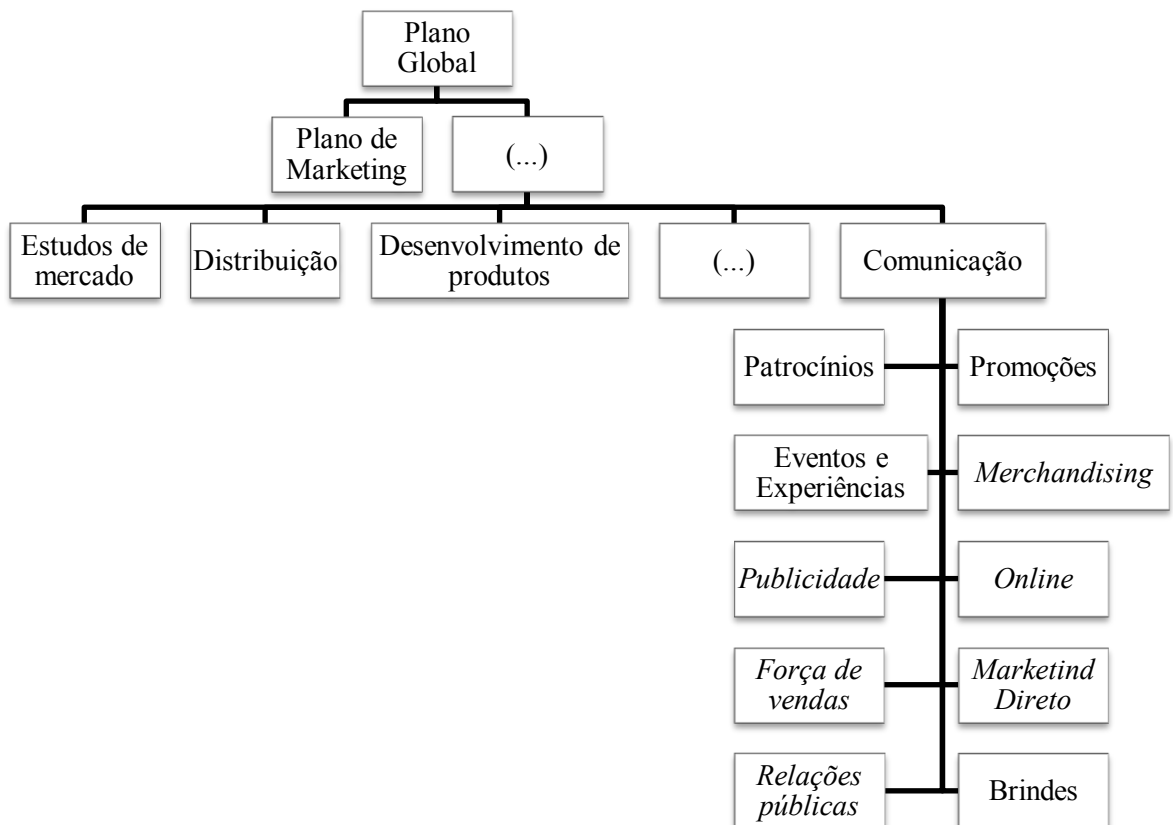 Plano
Global
Plano de
Marketing
(...)
Estudos de
mercado
Distribuição
Desenvolvimento de
produtos
(...)
Comunicação
Patrocínios
Promoções
Eventos e
Experiências
Merchandising
Publicidade
Online
Força de
vendas
Marketind
Direto
Relações
públicas
Brindes